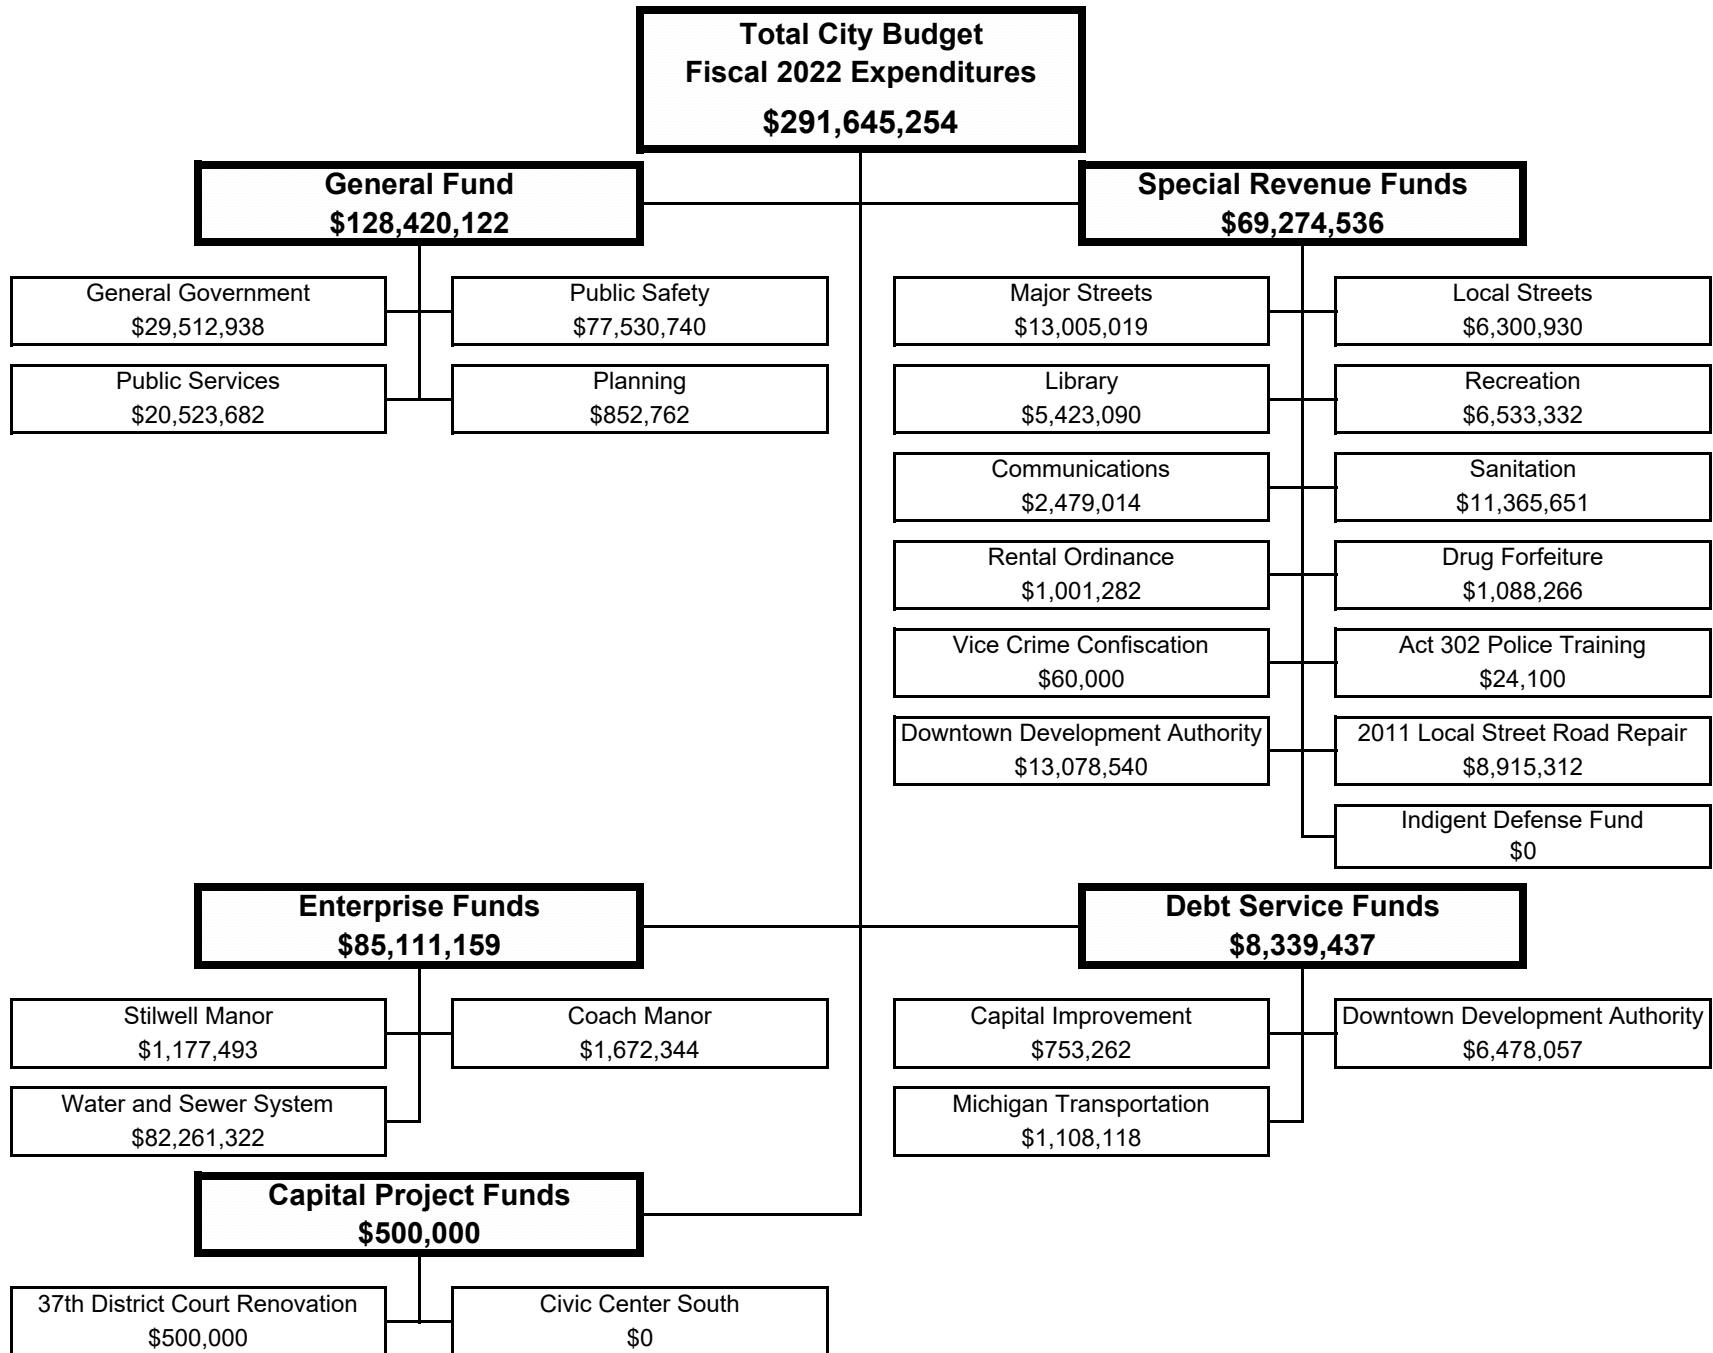 Total City Budget
Fiscal 2022 Expenditures
$291,645,254
General Fund
$128,420,122
Special Revenue Funds
$69,274,536
General Government
$29,512,938
Public Safety
$77,530,740
Public Services
$20,523,682
Planning
$852,762
Major Streets
$13,005,019
Local Streets
$6,300,930
Library
$5,423,090
Recreation
$6,533,332
Communications
$2,479,014
Sanitation
$11,365,651
Rental Ordinance
$1,001,282
Drug Forfeiture
$1,088,266
Vice Crime Confiscation
$60,000
Act 302 Police Training
$24,100
Downtown Development Authority
$13,078,540
2011 Local Street Road Repair
$8,915,312
Indigent Defense Fund
$0
Enterprise Funds
$85,111,159
Debt Service Funds
$8,339,437
Stilwell Manor
$1,177,493
Coach Manor
$1,672,344
Water and Sewer System
$82,261,322
Capital Improvement
$753,262
Downtown Development Authority
$6,478,057
Michigan Transportation
$1,108,118
Capital Project Funds
$500,000
37th District Court Renovation
$500,000
Civic Center South
$0